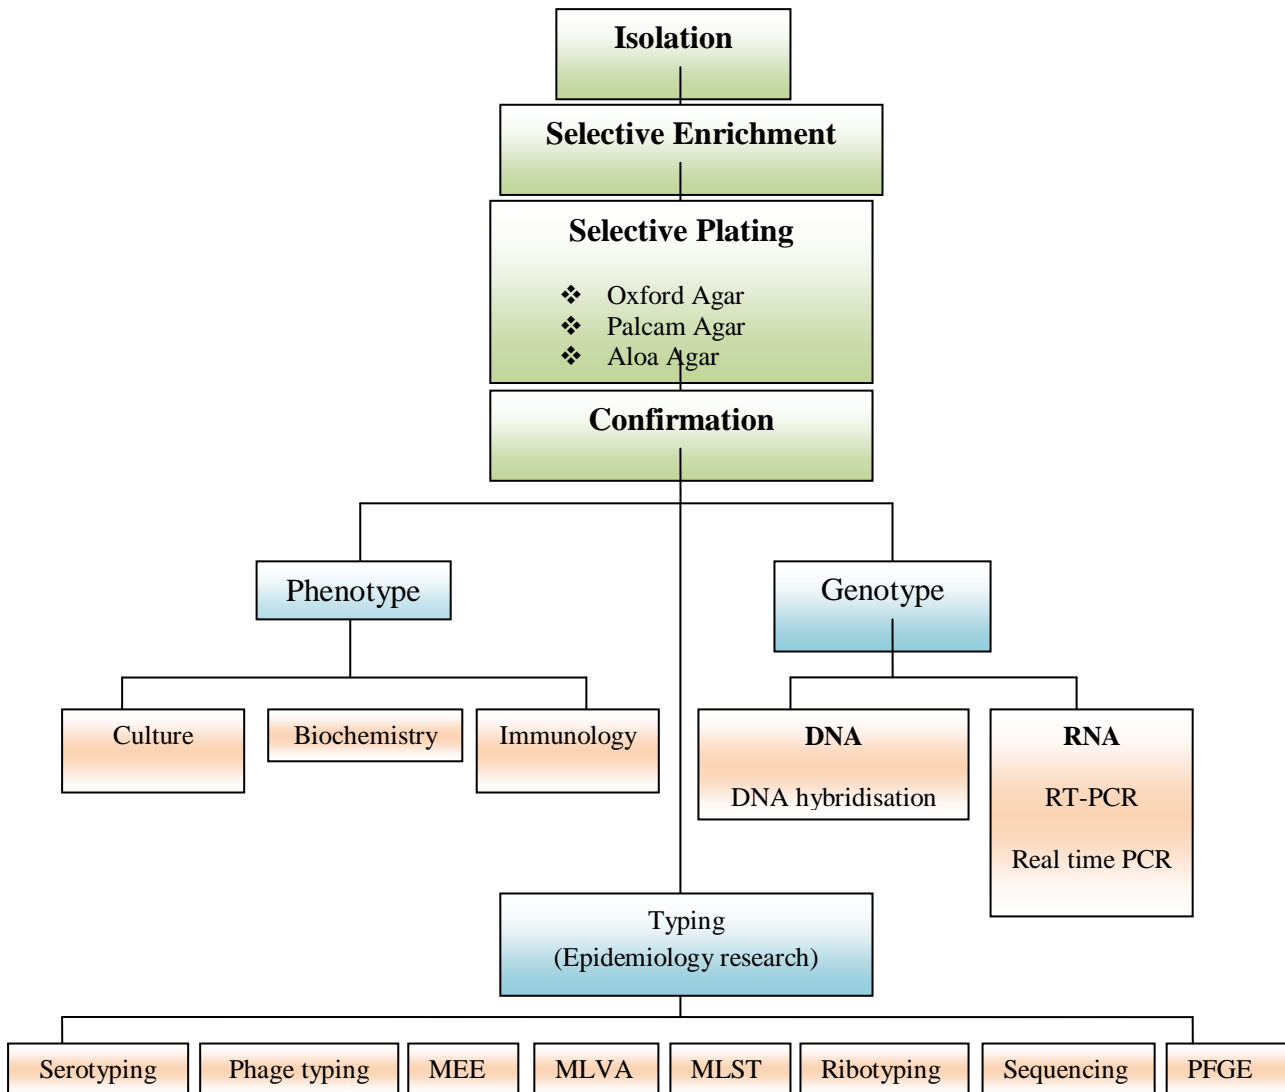 Isolation
Selective Enrichment
Selective Plating
❖ Oxford Agar
❖ Palcam Agar
❖ Aloa Agar
Confirmation
Phenotype
Genotype
Culture
Biochemistry
Immunology
DNA
DNA hybridisation
RNA
RT-PCR
Real time PCR
Typing
(Epidemiology research)
Serotyping
Phage typing
MEE
MLVA
MLST
Ribotyping
Sequencing
PFGE